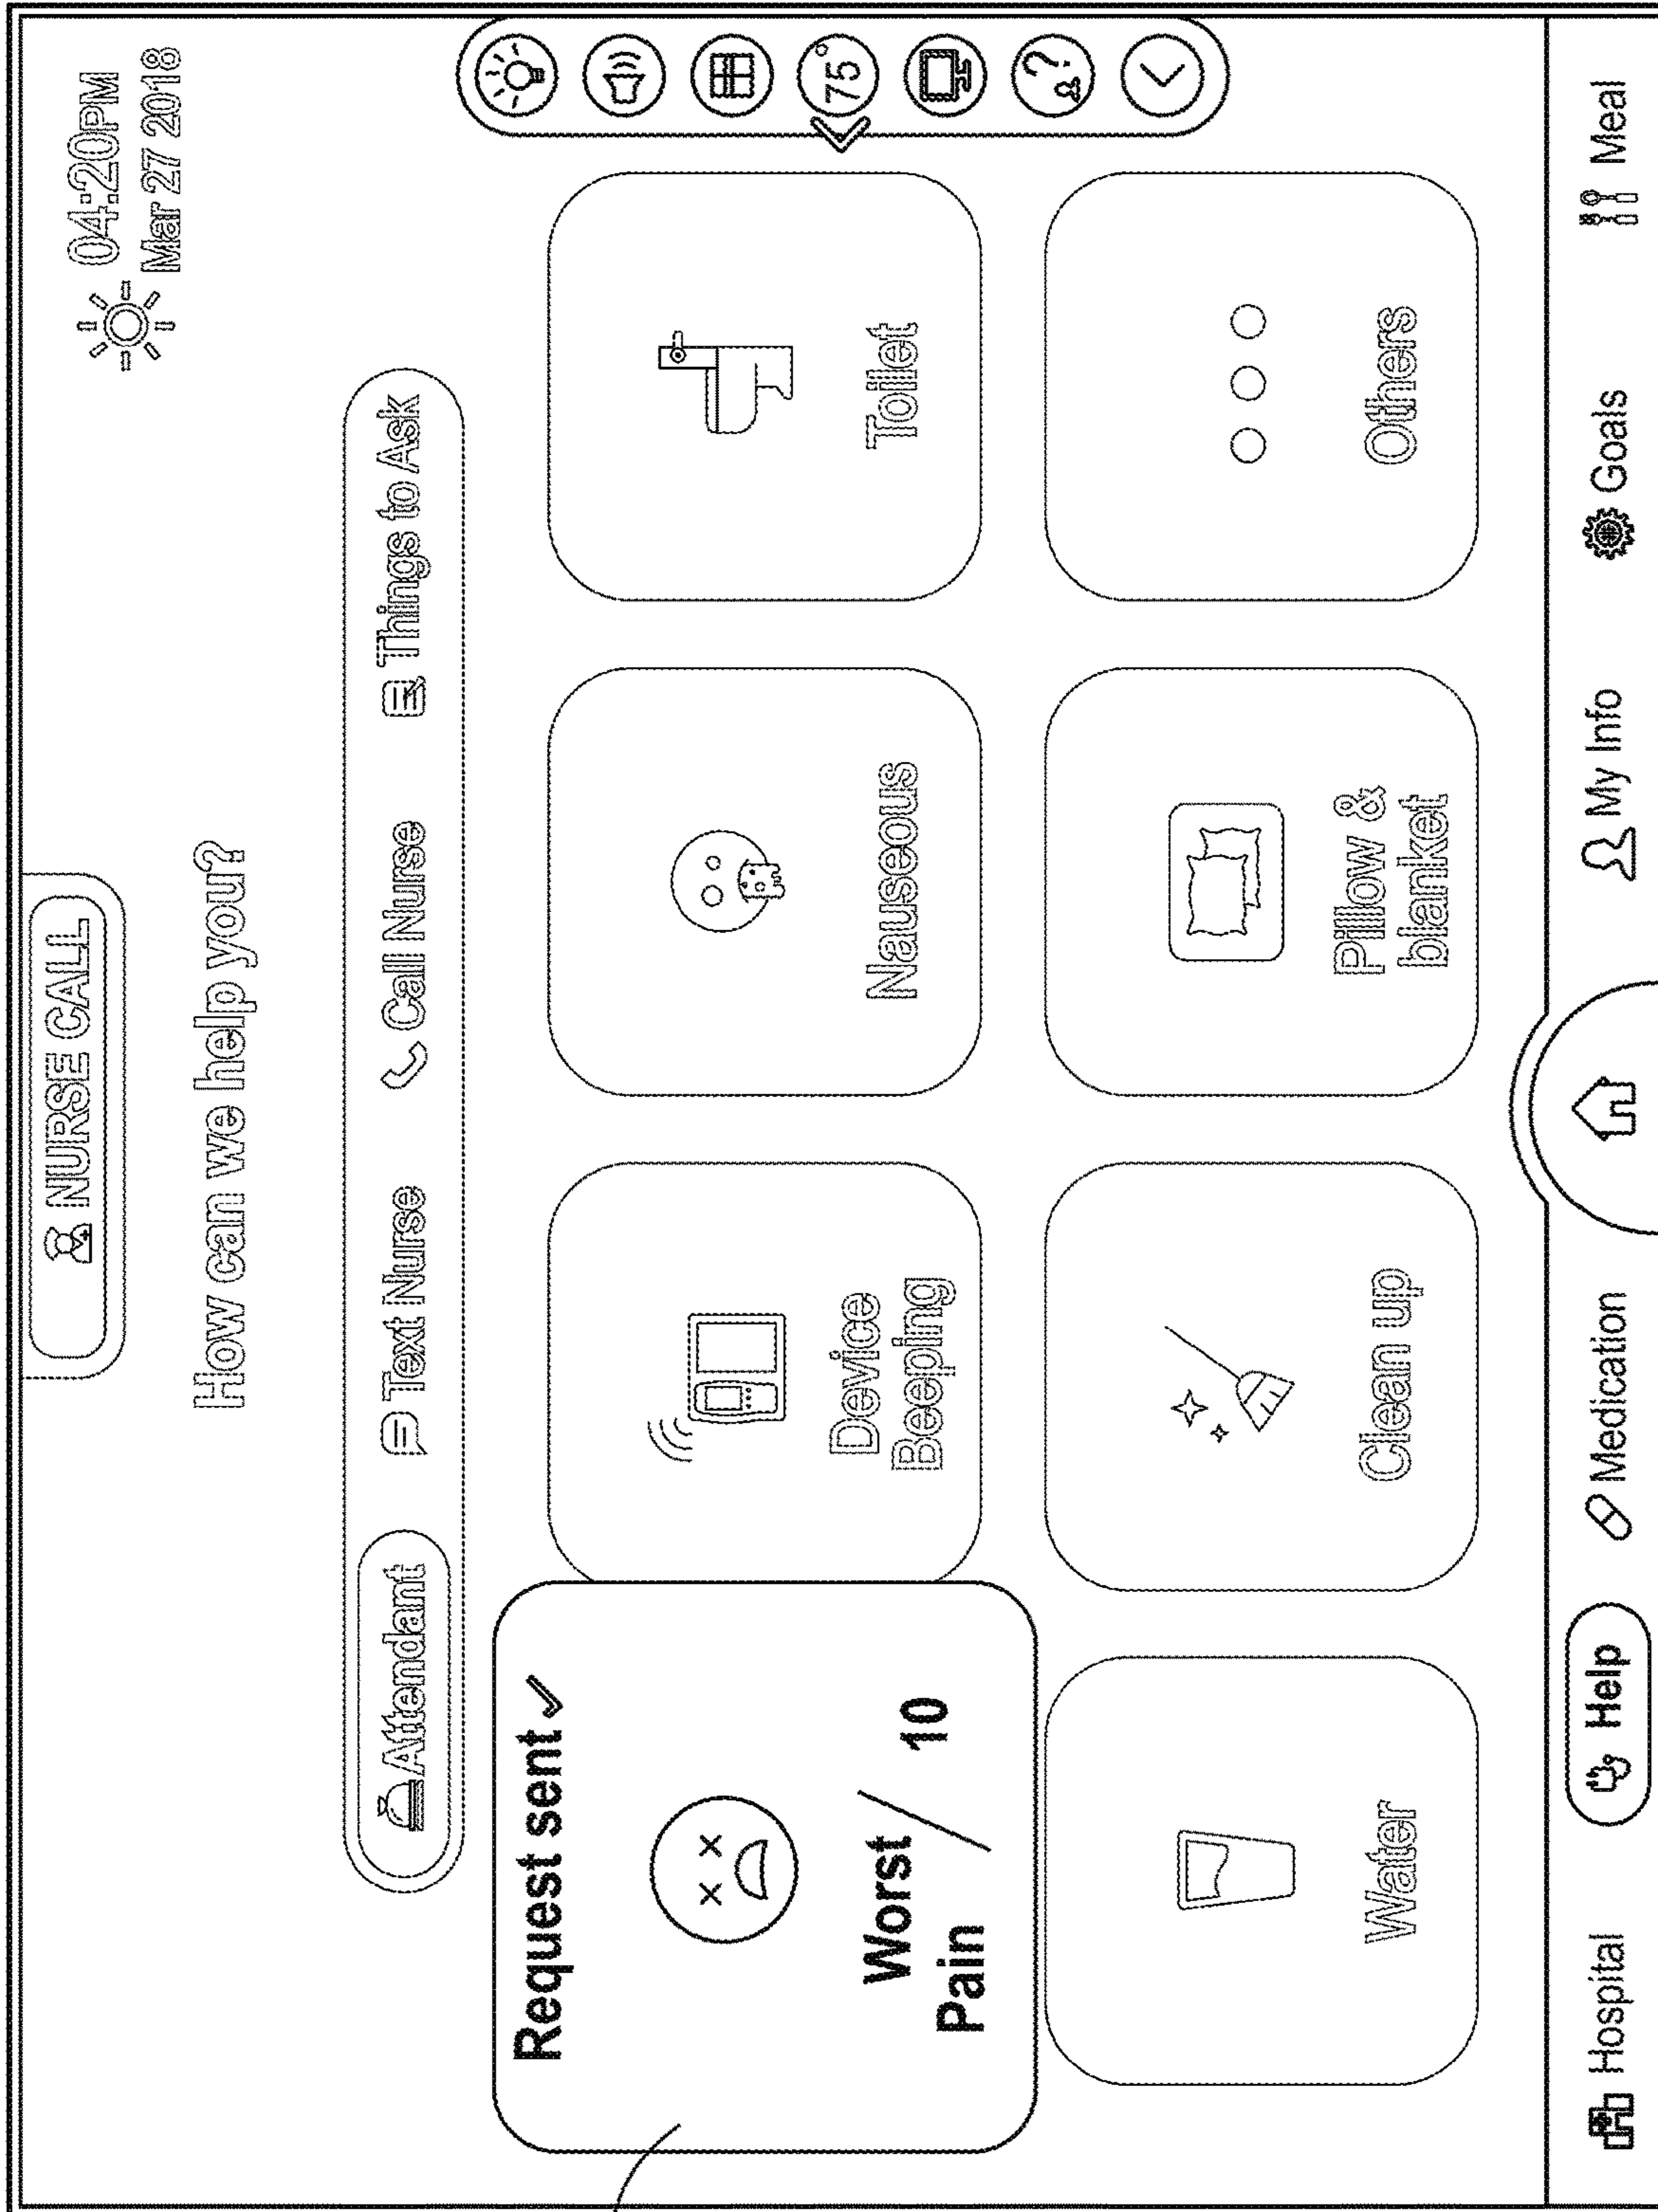 NURSE CALL
04:20PM
Mar 27 2018
How can we help you?
Attendant
Text Nurse
Call Nurse
Things to Ask
Request sent
Worst
Pain
10
Device
Beeping
Nauseous
Toilet
75°
?
Water
Clean up
Pillow &
blanket
Others
Hospital
Help
Medication
My Info
Goals
Meal